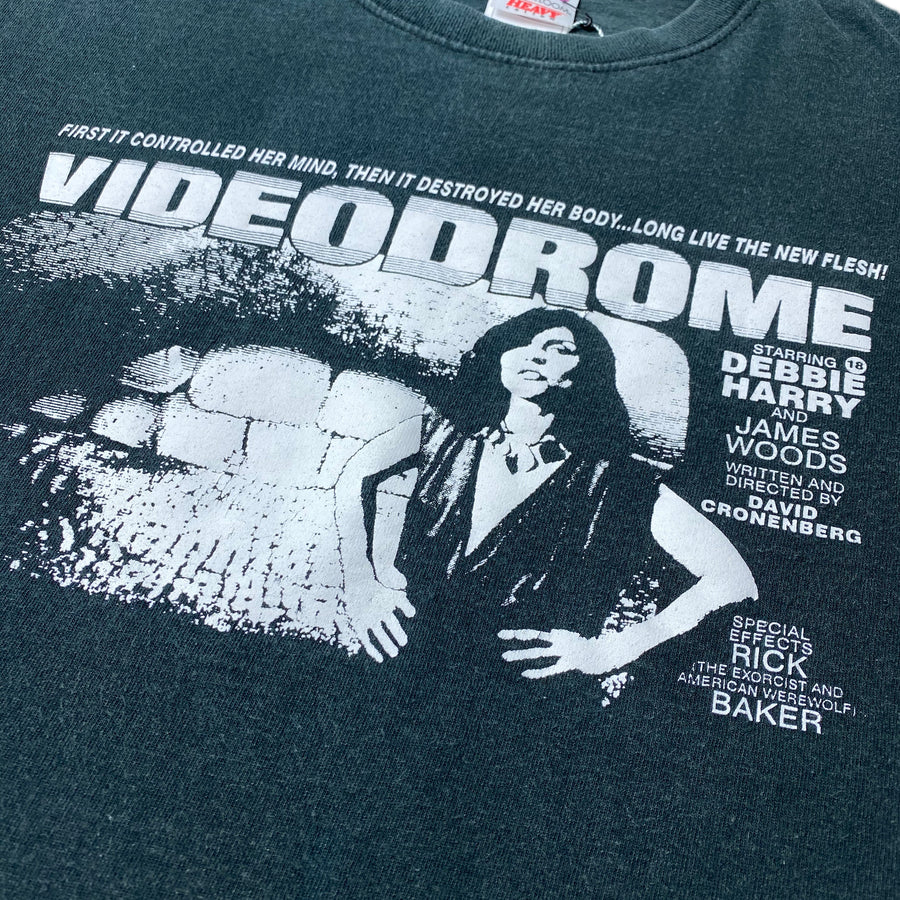 HEAVY
FIRST IT CONTROLLED HER MIND, THEN IT DESTROYED HER BODY...LONG LIVE THE NEW FLESH!
VIDEODROME
STARRING 18
DEBBIE
HARRY
AND
JAMES
WOODS
WRITTEN AND
DIRECTED BY
DAVID
CRONENBERG
SPECIAL
EFFECTS
RICK
(THE EXORCIST AND
AMERICAN WEREWOLF)
BAKER